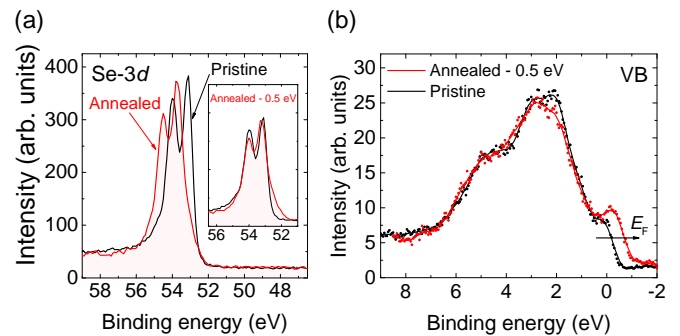 (a)
Se-3d
Pristine
Annealed
Annealed - 0.5 eV
56 54 52
400
300
200
100
0
58 56 54 52 50 48
Intensity (arb. units)
Binding energy (eV)
(b)
Annealed - 0.5 eV
Pristine
VB
EF
30
25
20
15
10
5
0
8 6 4 2 0 -2
Intensity (arb. units)
Binding energy (eV)